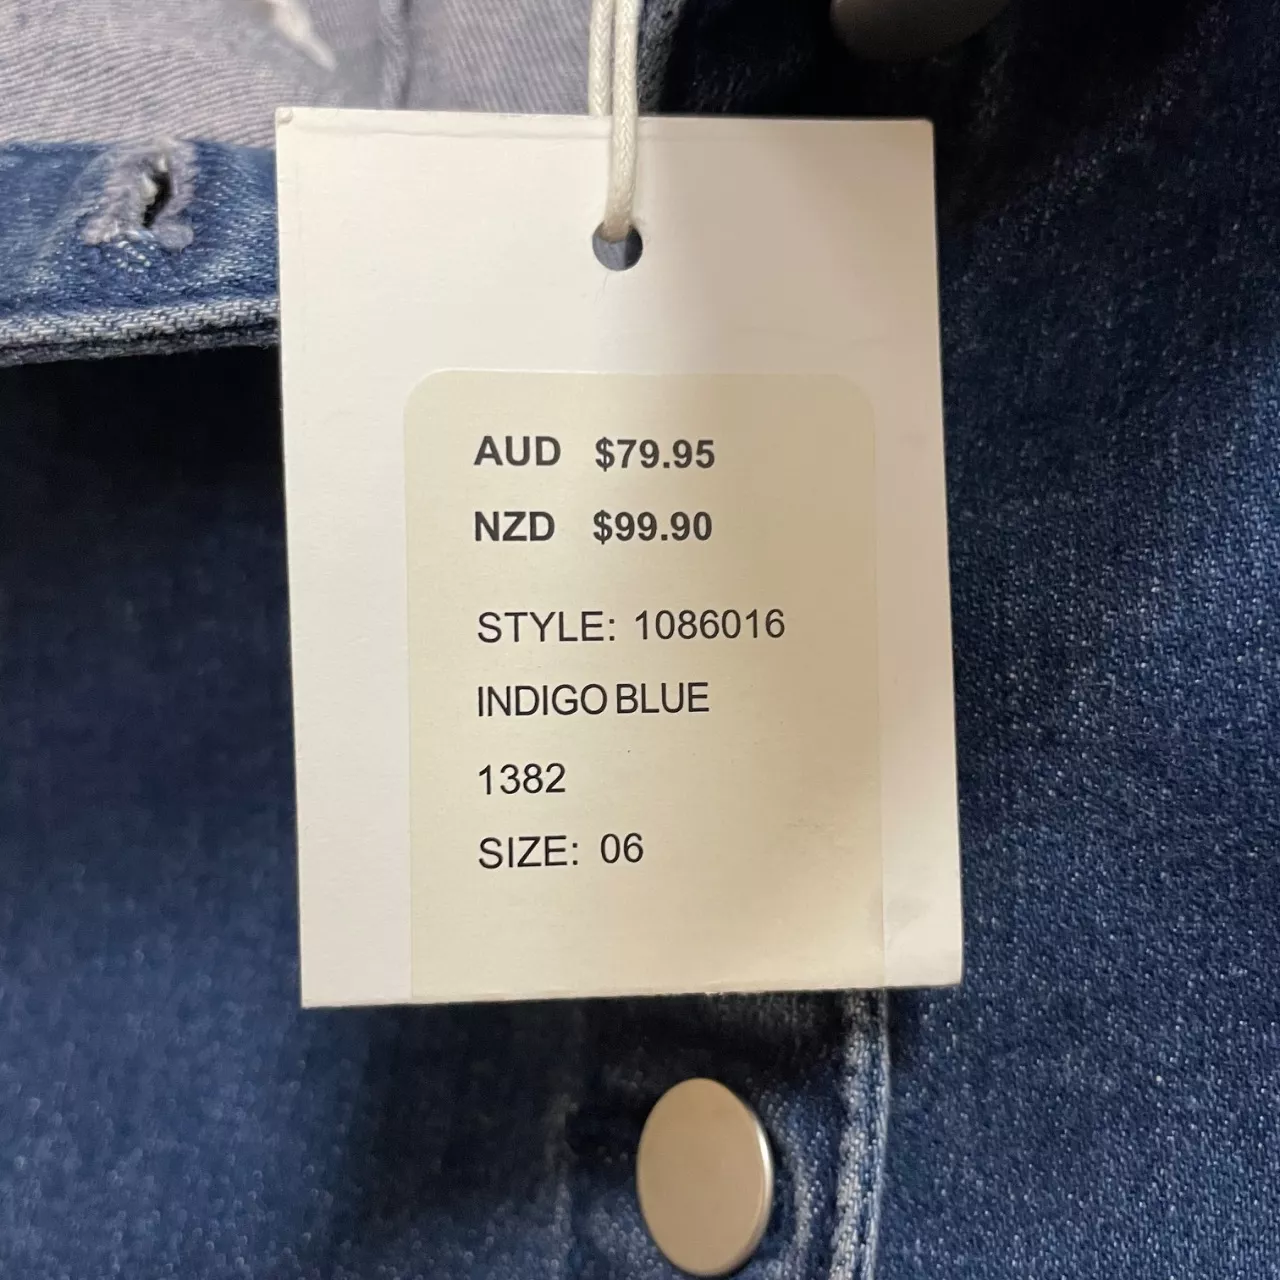 AUD $79.95
NZD $99.90
STYLE: 1086016
INDIGO BLUE
1382
SIZE: 06